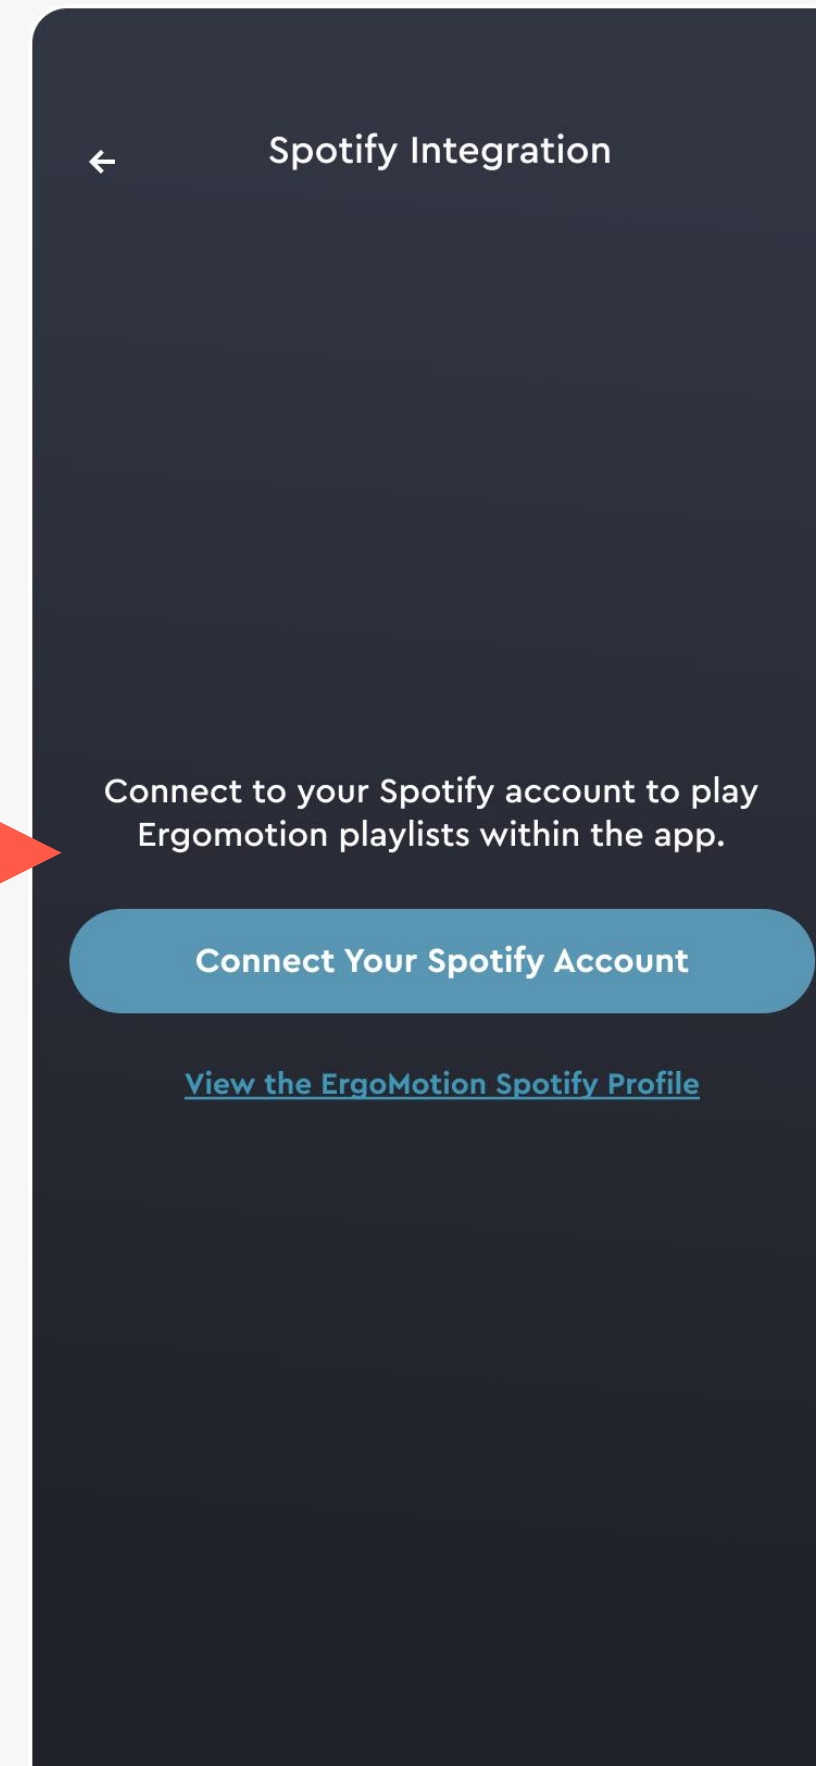 Spotify Integration
Connect to your Spotify account to play
Ergomotion playlists within the app.
Connect Your Spotify Account
View the ErgoMotion Spotify Profile